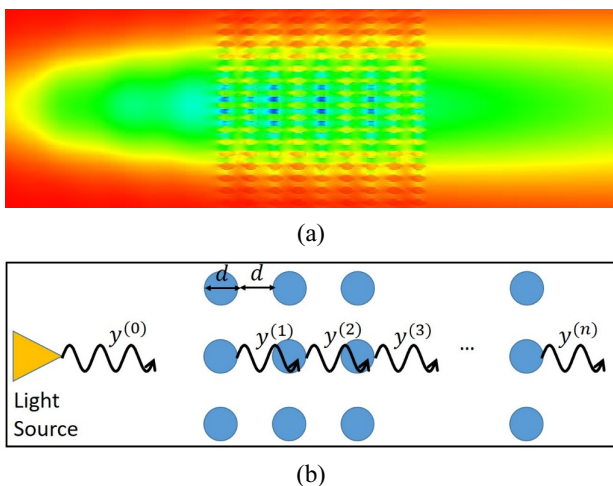 (a)
d d
y^{(0)} y^{(1)} y^{(2)} y^{(3)} ... y^{(n)}
Light
Source
(b)